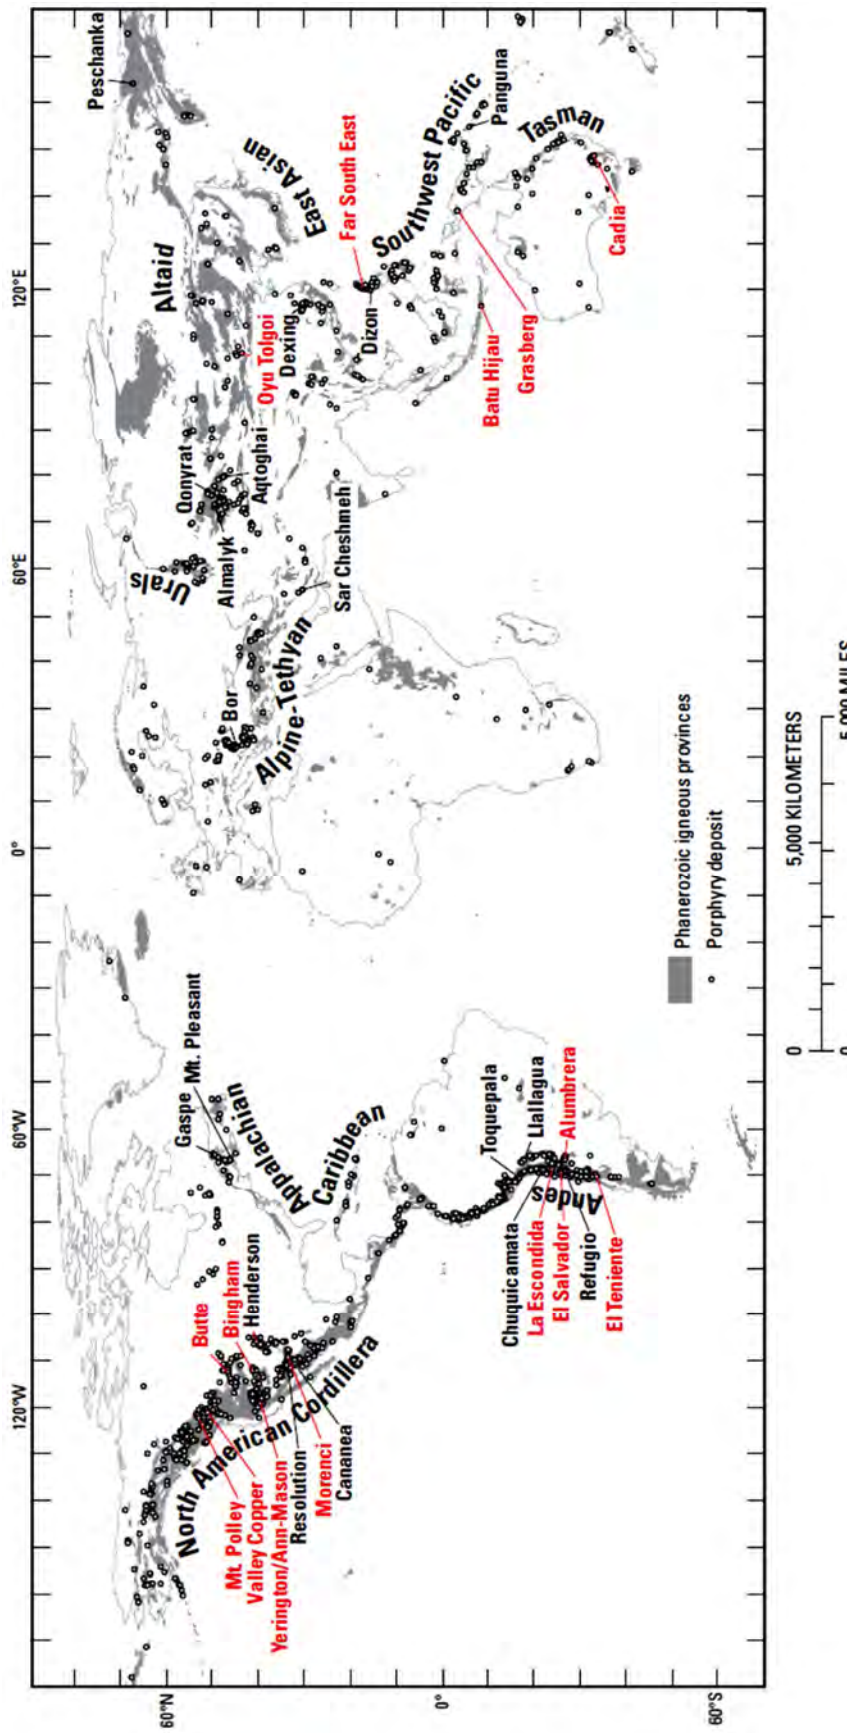 120°W
60°W
0°
60°E
120°E
60°N
0°
60°S
North American Cordillera
Mt. Polley
Valley Copper
Yerington/Ann-Mason
Resolution
Morenci
Cananea
Butte
Bingham
Henderson
Gaspe
Mt. Pleasant
Appalachian
Caribbean
Toquepala
Llallagua
Alumbrera
Andes
Chuquicamata
La Escondida
El Salvador
Refugio
El Teniente
Bor
Alpine-Tethyan
Urals
Almalyk
Qonyrat
Aqtoghai
Sar Cheshmeh
Altaid
Oyu Tolgoi
Dexing
East Asian
Peschanka
Far South East
Dizon
Southwest Pacific
Batu Hijau
Grasberg
Panguna
Tasman
Cadia
Phanerozoic igneous provinces
Porphyry deposit
0
5,000 KILOMETERS
0
5,000 MILES